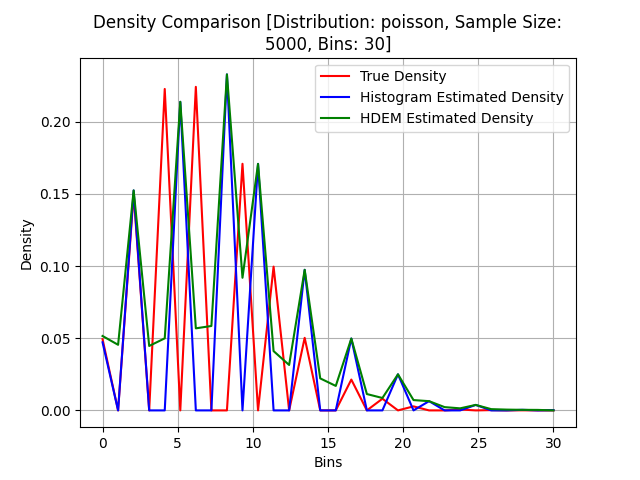 Density Comparison [Distribution: poisson, Sample Size:
5000, Bins: 30]
True Density
Histogram Estimated Density
HDEM Estimated Density
Density
0.20
0.15
0.10
0.05
0.00
0 5 10 15 20 25 30
Bins